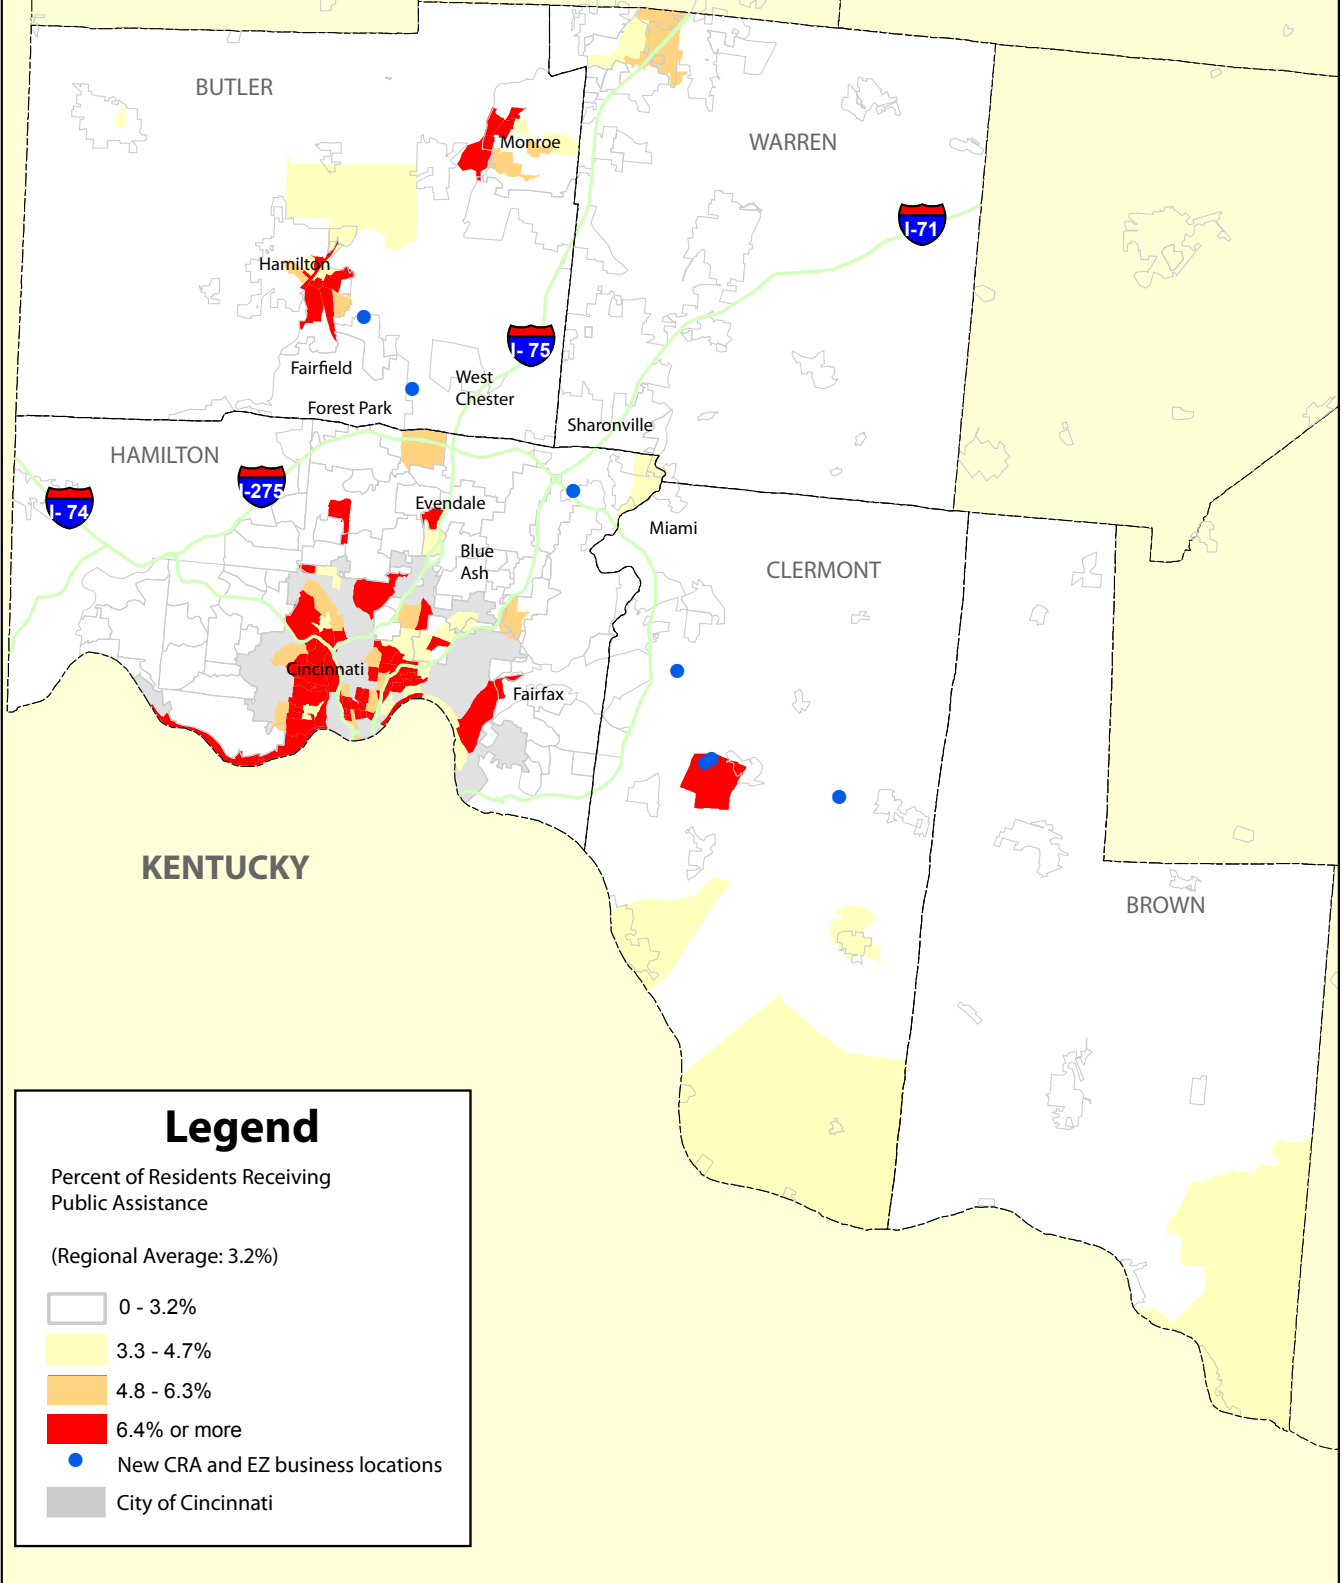 BUTLER
WARREN
Monroe
I-71
Hamilton
I- 75
Fairfield
West
Chester
Forest Park
Sharonville
HAMILTON
I-275
I- 74
Evendale
Miami
Blue
Ash
CLERMONT
Cincinnati
Fairfax
KENTUCKY
BROWN
Legend
Percent of Residents Receiving
Public Assistance
(Regional Average: 3.2%)
0 - 3.2%
3.3 - 4.7%
4.8 - 6.3%
6.4% or more
New CRA and EZ business locations
City of Cincinnati